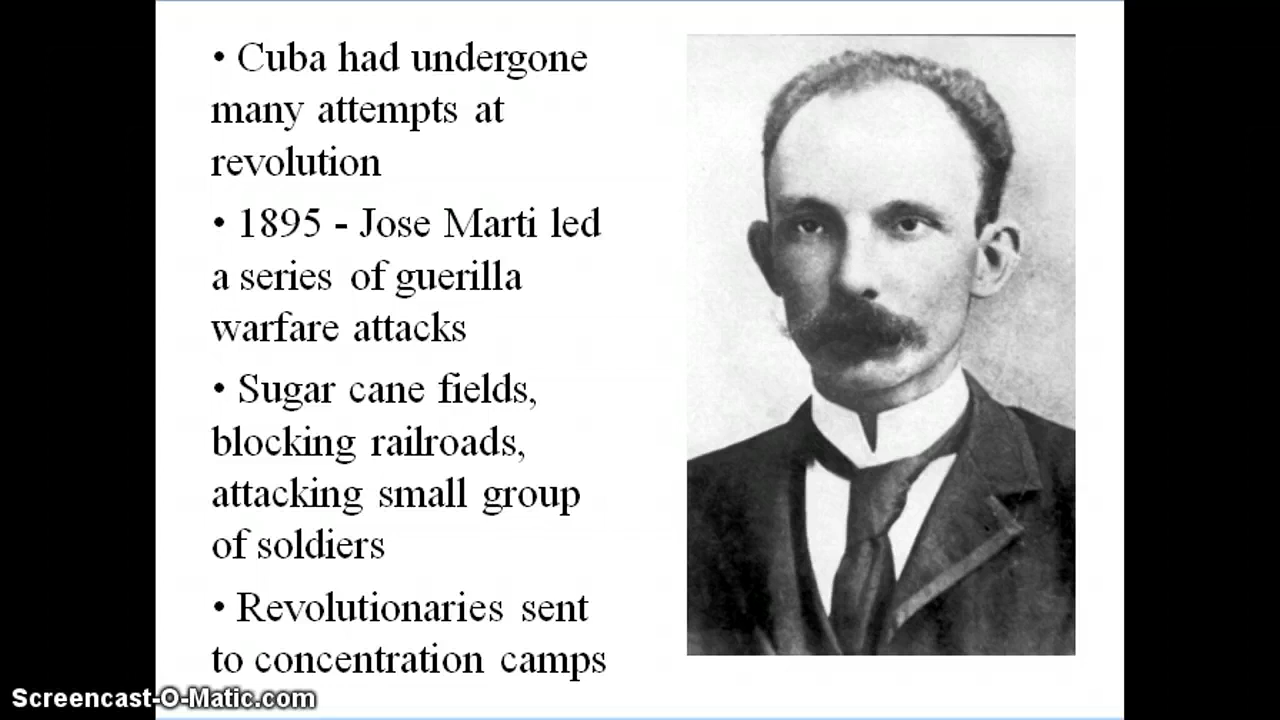 • Cuba had undergone
many attempts at
revolution
• 1895 - Jose Marti led
a series of guerilla
warfare attacks
• Sugar cane fields,
blocking railroads,
attacking small group
of soldiers
• Revolutionaries sent
to concentration camps
Screencast-O-Matic.com